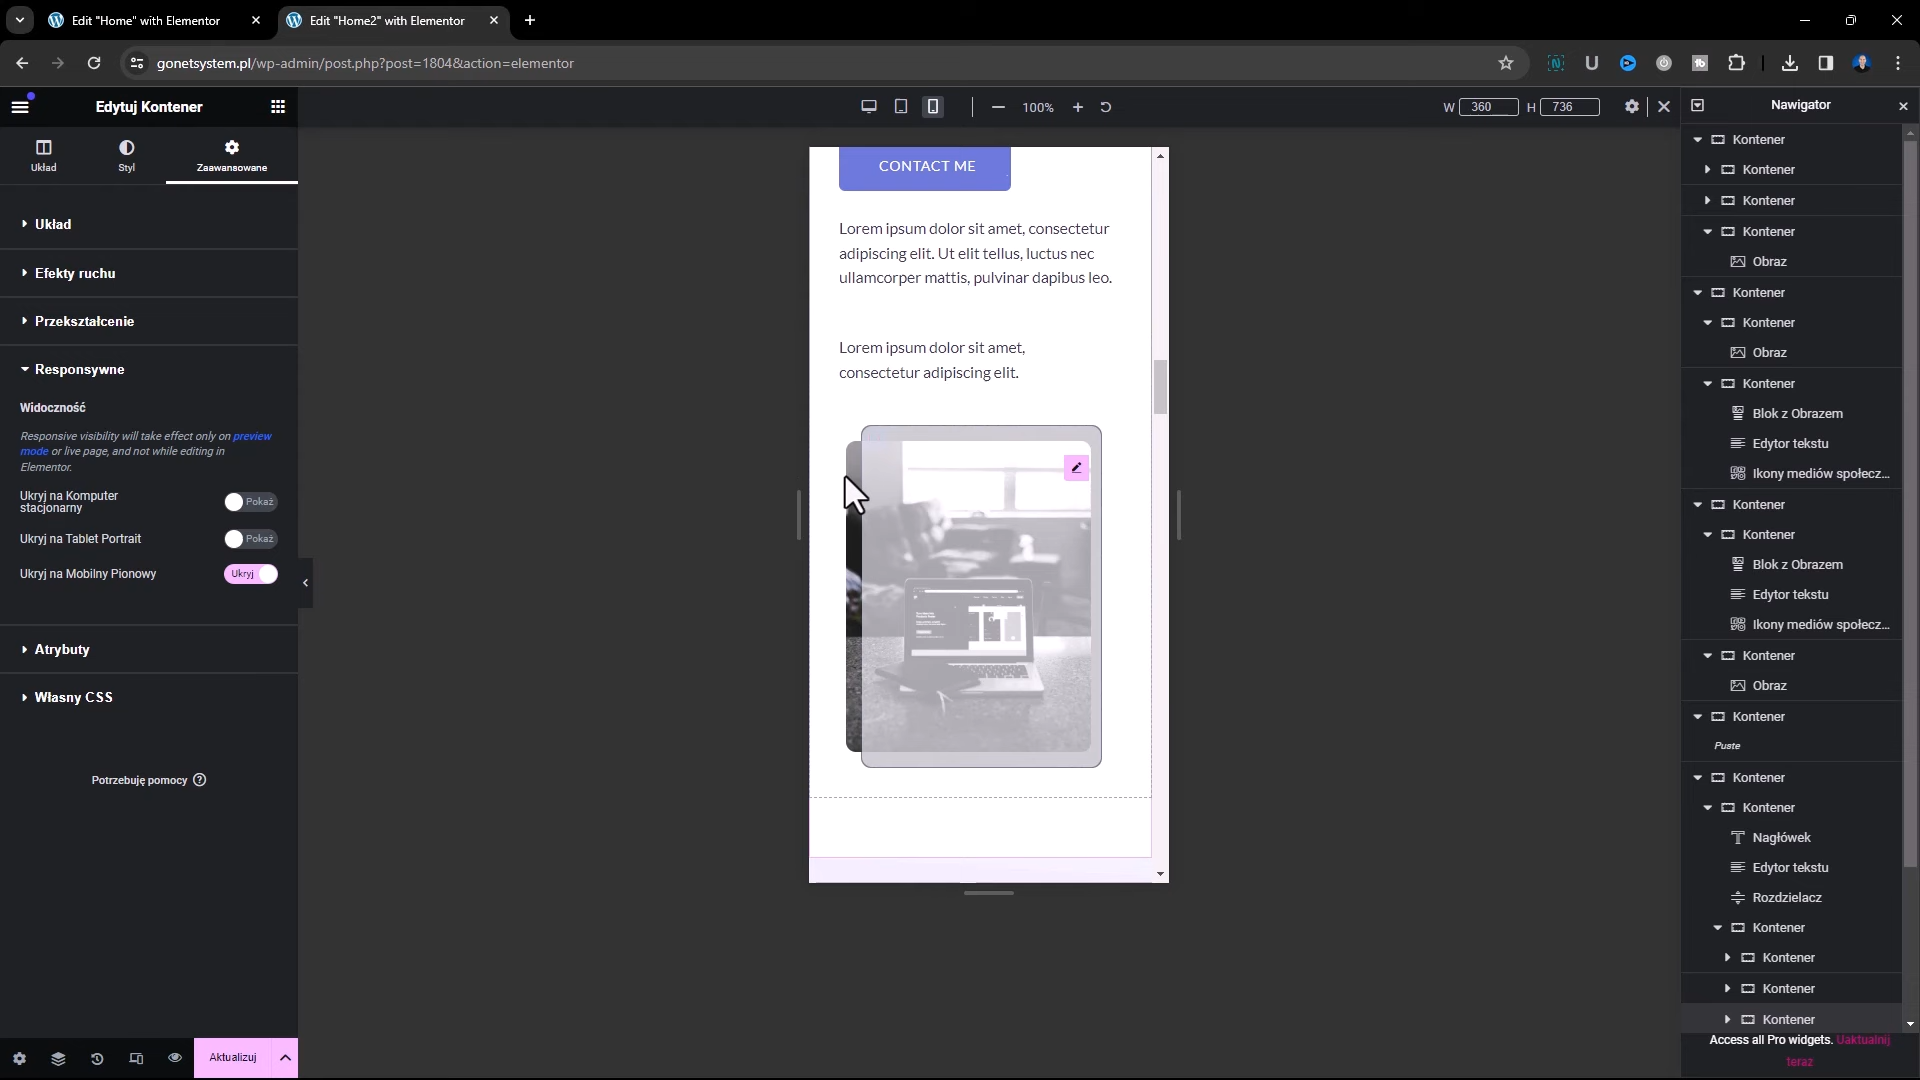 Edit "Home" with Elementor
Edit "Home2" with Elementor
gonetsystem.pl/wp-admin/post.php?post=1804&action=elementor
Edytuj Kontener
100%
W 360 H 736
Nawigator
Układ
Styl
Zaawansowane
Układ
Efekty ruchu
Przekształcenie
Responsywne
Widoczność
Responsive visibility will take effect only on preview
mode or live page, and not while editing in
Elementor.
Ukryj na Komputer
stacjonarny
Pokaż
Ukryj na Tablet Portrait
Pokaż
Ukryj na Mobilny Pionowy
Ukryj
Atrybuty
Własny CSS
Potrzebuję pomocy
Aktualizuj
CONTACT ME
Lorem ipsum dolor sit amet, consectetur
adipiscing elit. Ut elit tellus, luctus nec
ullamcorper mattis, pulvinar dapibus leo.
Lorem ipsum dolor sit amet,
consectetur adipiscing elit.
Kontener
Kontener
Kontener
Kontener
Obraz
Kontener
Kontener
Obraz
Kontener
Blok z Obrazem
Edytor tekstu
Ikony mediów społecz...
Kontener
Kontener
Blok z Obrazem
Edytor tekstu
Ikony mediów społecz...
Kontener
Obraz
Kontener
Puste
Kontener
Kontener
Nagłówek
Edytor tekstu
Rozdzielacz
Kontener
Kontener
Kontener
Kontener
Access all Pro widgets. Uaktualnij
teraz